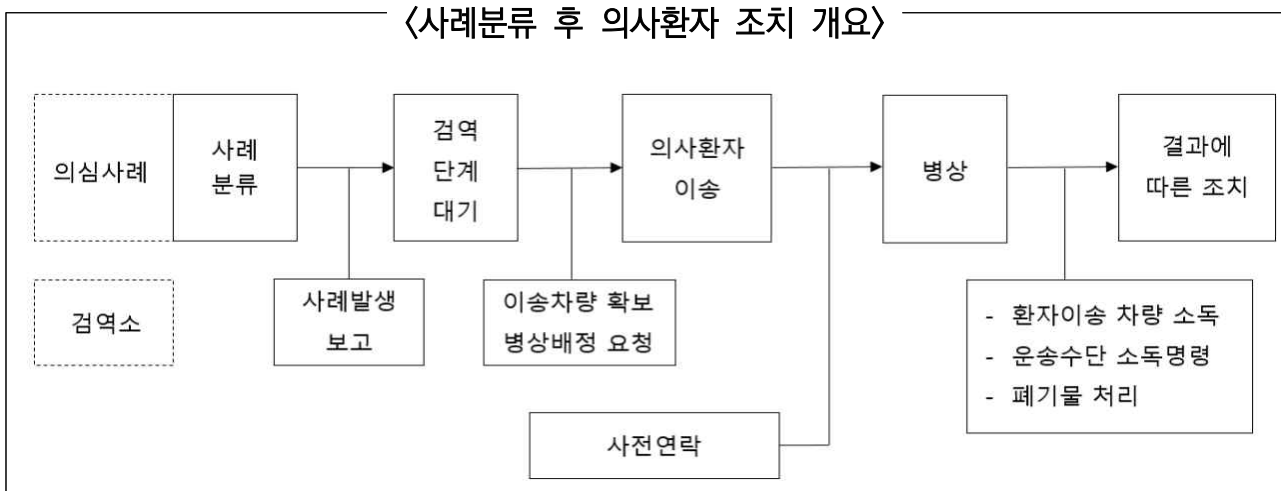 〈사례분류 후 의사환자 조치 개요〉
의심사례
사례
분류
검역
단계
대기
의사환자
이송
병상
결과에
따른 조치
검역소
사례발생
보고
이송차량 확보
병상배정 요청
사전연락
- 환자이송 차량 소독
- 운송수단 소독명령
- 폐기물 처리